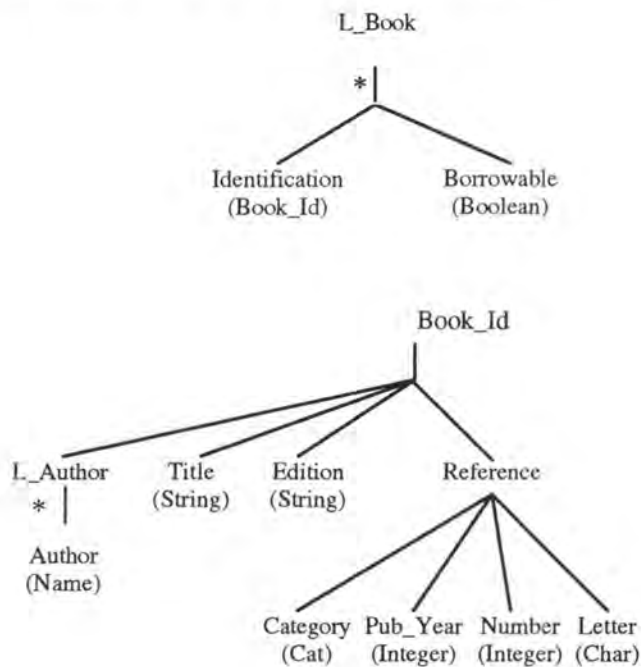 L_Book
*
Identification Borrowable
(Book_Id) (Boolean)
Book_Id
L_Author Title Edition Reference
(String) (String)
*
Author
(Name)
Category Pub_Year Number Letter
(Cat) (Integer) (Integer) (Char)